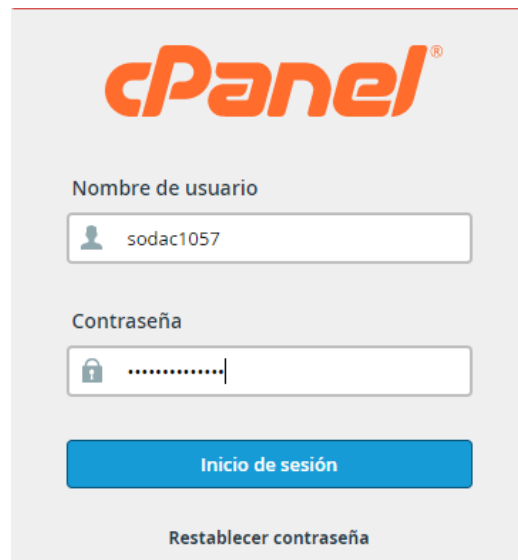 cPanel®
Nombre de usuario
sodac1057
Contraseña
••••••••••••••
Inicio de sesión
Restablecer contraseña